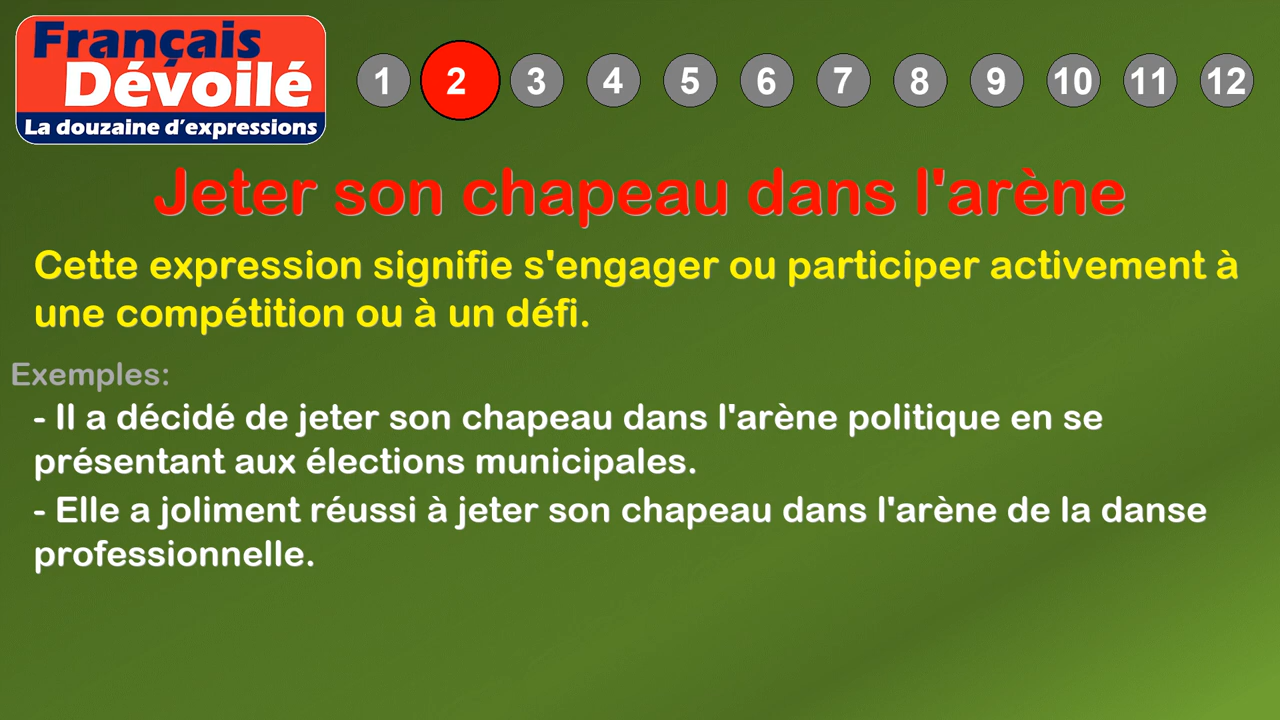 Français
Dévoilé
La douzaine d'expressions
1 2 3 4 5 6 7 8 9 10 11 12
Jeter son chapeau dans l'arène
Cette expression signifie s'engager ou participer activement à
une compétition ou à un défi.
Exemples:
- Il a décidé de jeter son chapeau dans l'arène politique en se
présentant aux élections municipales.
- Elle a joliment réussi à jeter son chapeau dans l'arène de la danse
professionnelle.